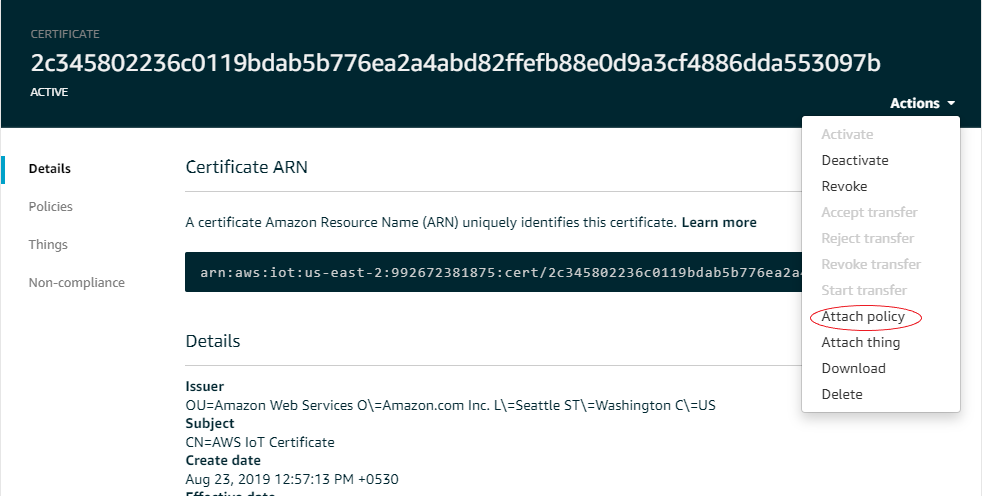 CERTIFICATE
2c345802236c0119bdab5b776ea2a4abd82ffefb88e0d9a3cf4886dda553097b
ACTIVE
Actions
Activate
Deactivate
Revoke
Accept transfer
Reject transfer
Revoke transfer
Start transfer
Attach policy
Attach thing
Download
Delete
Details
Policies
Things
Non-compliance
Certificate ARN
A certificate Amazon Resource Name (ARN) uniquely identifies this certificate. Learn more
arn:aws:iot:us-east-2:992672381875:cert/2c345802236c0119bdab5b776ea2a
Details
Issuer
OU=Amazon Web Services O\=Amazon.com Inc. L\=Seattle ST\=Washington C\=US
Subject
CN=AWS IoT Certificate
Create date
Aug 23, 2019 12:57:13 PM +0530
Effective date